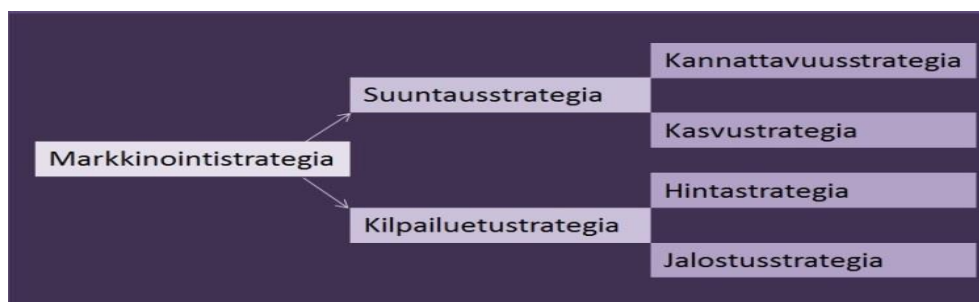 Markkinointistrategia
Suuntausstrategia
Kannattavuusstrategia
Kasvustrategia
Kilpailuetustrategia
Hintastrategia
Jalostusstrategia